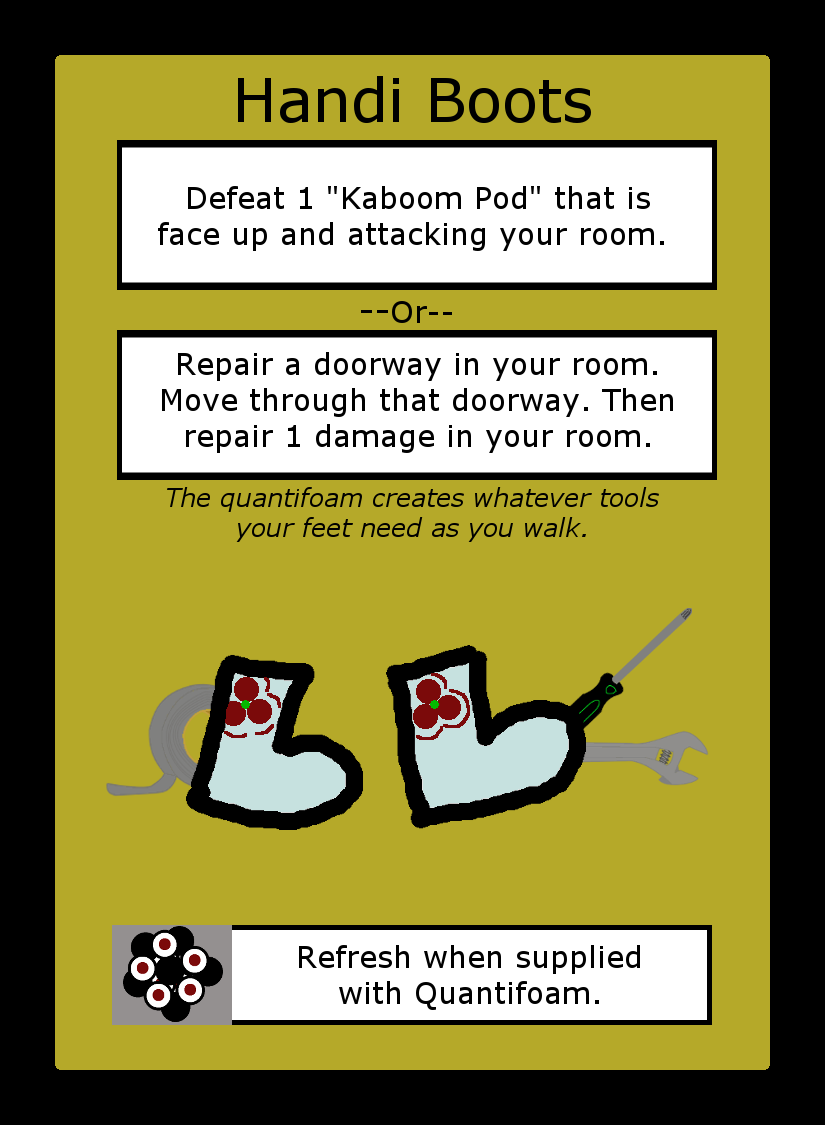 Handi Boots
Defeat 1 "Kaboom Pod" that is
face up and attacking your room.
--Or--
Repair a doorway in your room.
Move through that doorway. Then
repair 1 damage in your room.
The quantifoam creates whatever tools
your feet need as you walk.
Refresh when supplied
with Quantifoam.